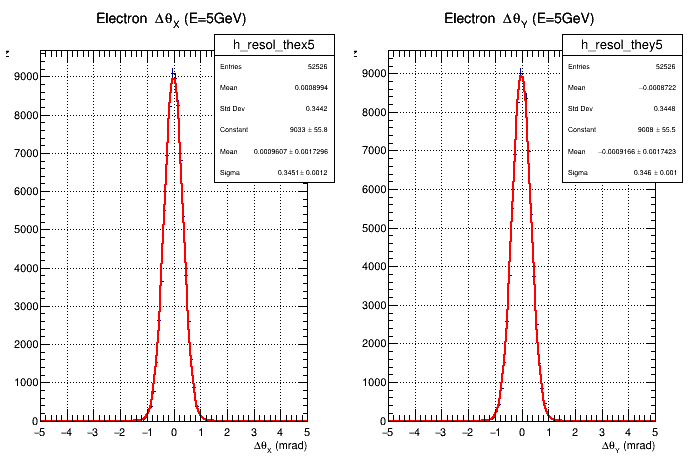 Electron Δθ_X (E=5GeV)
h_resol_thex5
Entries 52526
Mean 0.0008994
Std Dev 0.3442
Constant 9033 ± 55.8
Mean 0.0009607 ± 0.0017296
Sigma 0.3451 ± 0.0012
9000
8000
7000
6000
5000
4000
3000
2000
1000
0
−5 −4 −3 −2 −1 0 1 2 3 4 5
Δθ_X (mrad)
Electron Δθ_Y (E=5GeV)
h_resol_they5
Entries 52526
Mean −0.0008722
Std Dev 0.3448
Constant 9008 ± 55.5
Mean −0.0009166 ± 0.0017423
Sigma 0.346 ± 0.001
9000
8000
7000
6000
5000
4000
3000
2000
1000
0
−5 −4 −3 −2 −1 0 1 2 3 4 5
Δθ_Y (mrad)